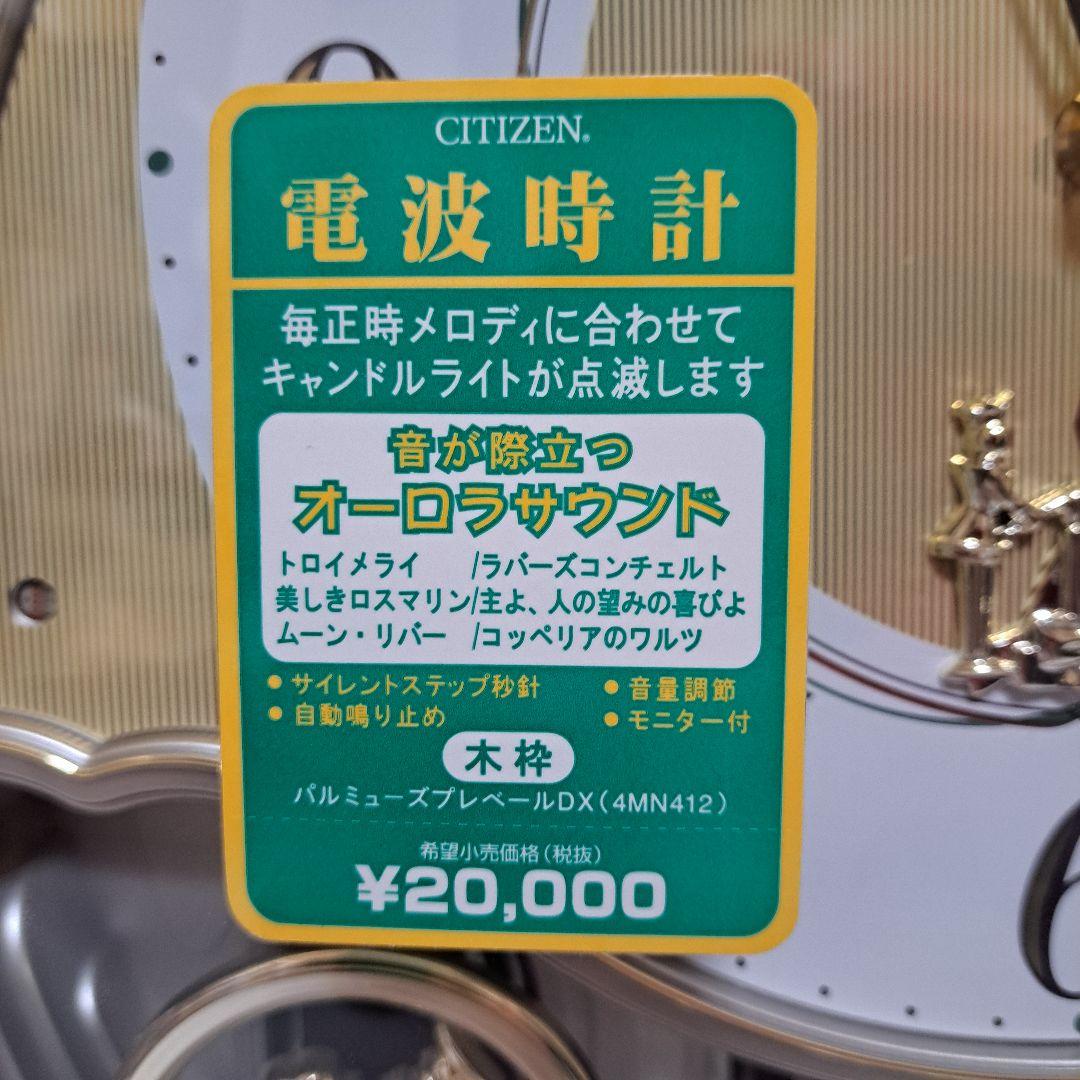 CITIZEN®
電波時計
毎正時メロディに合わせて
キャンドルライトが点滅します
音が際立つ
オーロラサウンド
トロイメライ /ラバーズコンチェルト
美しきロスマリン/主よ、人の望みの喜びよ
ムーン・リバー /コッペリアのワルツ
●サイレントステップ秒針 ●音量調節
●自動鳴り止め ●モニター付
木枠
パルミューズプレベールDX(4MN412)
希望小売価格(税抜)
¥20,000
6